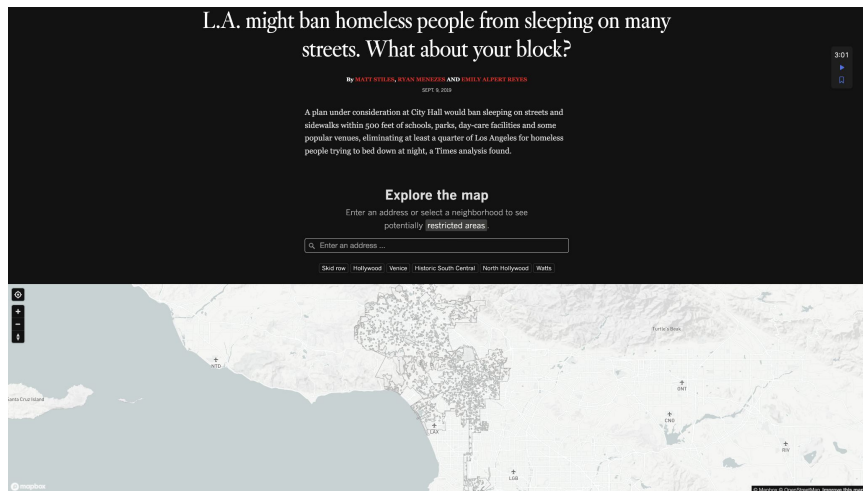 L.A. might ban homeless people from sleeping on many
streets. What about your block?
By MATT STILES, RYAN MENEZES AND EMILY ALPERT REYES
SEPT. 9, 2019
3:01
A plan under consideration at City Hall would ban sleeping on streets and
sidewalks within 500 feet of schools, parks, day-care facilities and some
popular venues, eliminating at least a quarter of Los Angeles for homeless
people trying to bed down at night, a Times analysis found.
Explore the map
Enter an address or select a neighborhood to see
potentially restricted areas.
Enter an address ...
Skid row Hollywood Venice Historic South Central North Hollywood Watts
+
−
NTD
Santa Cruz Island
LAX
LGB
ONT
CNO
RIV
mapbox
© Mapbox © OpenStreetMap Improve this map